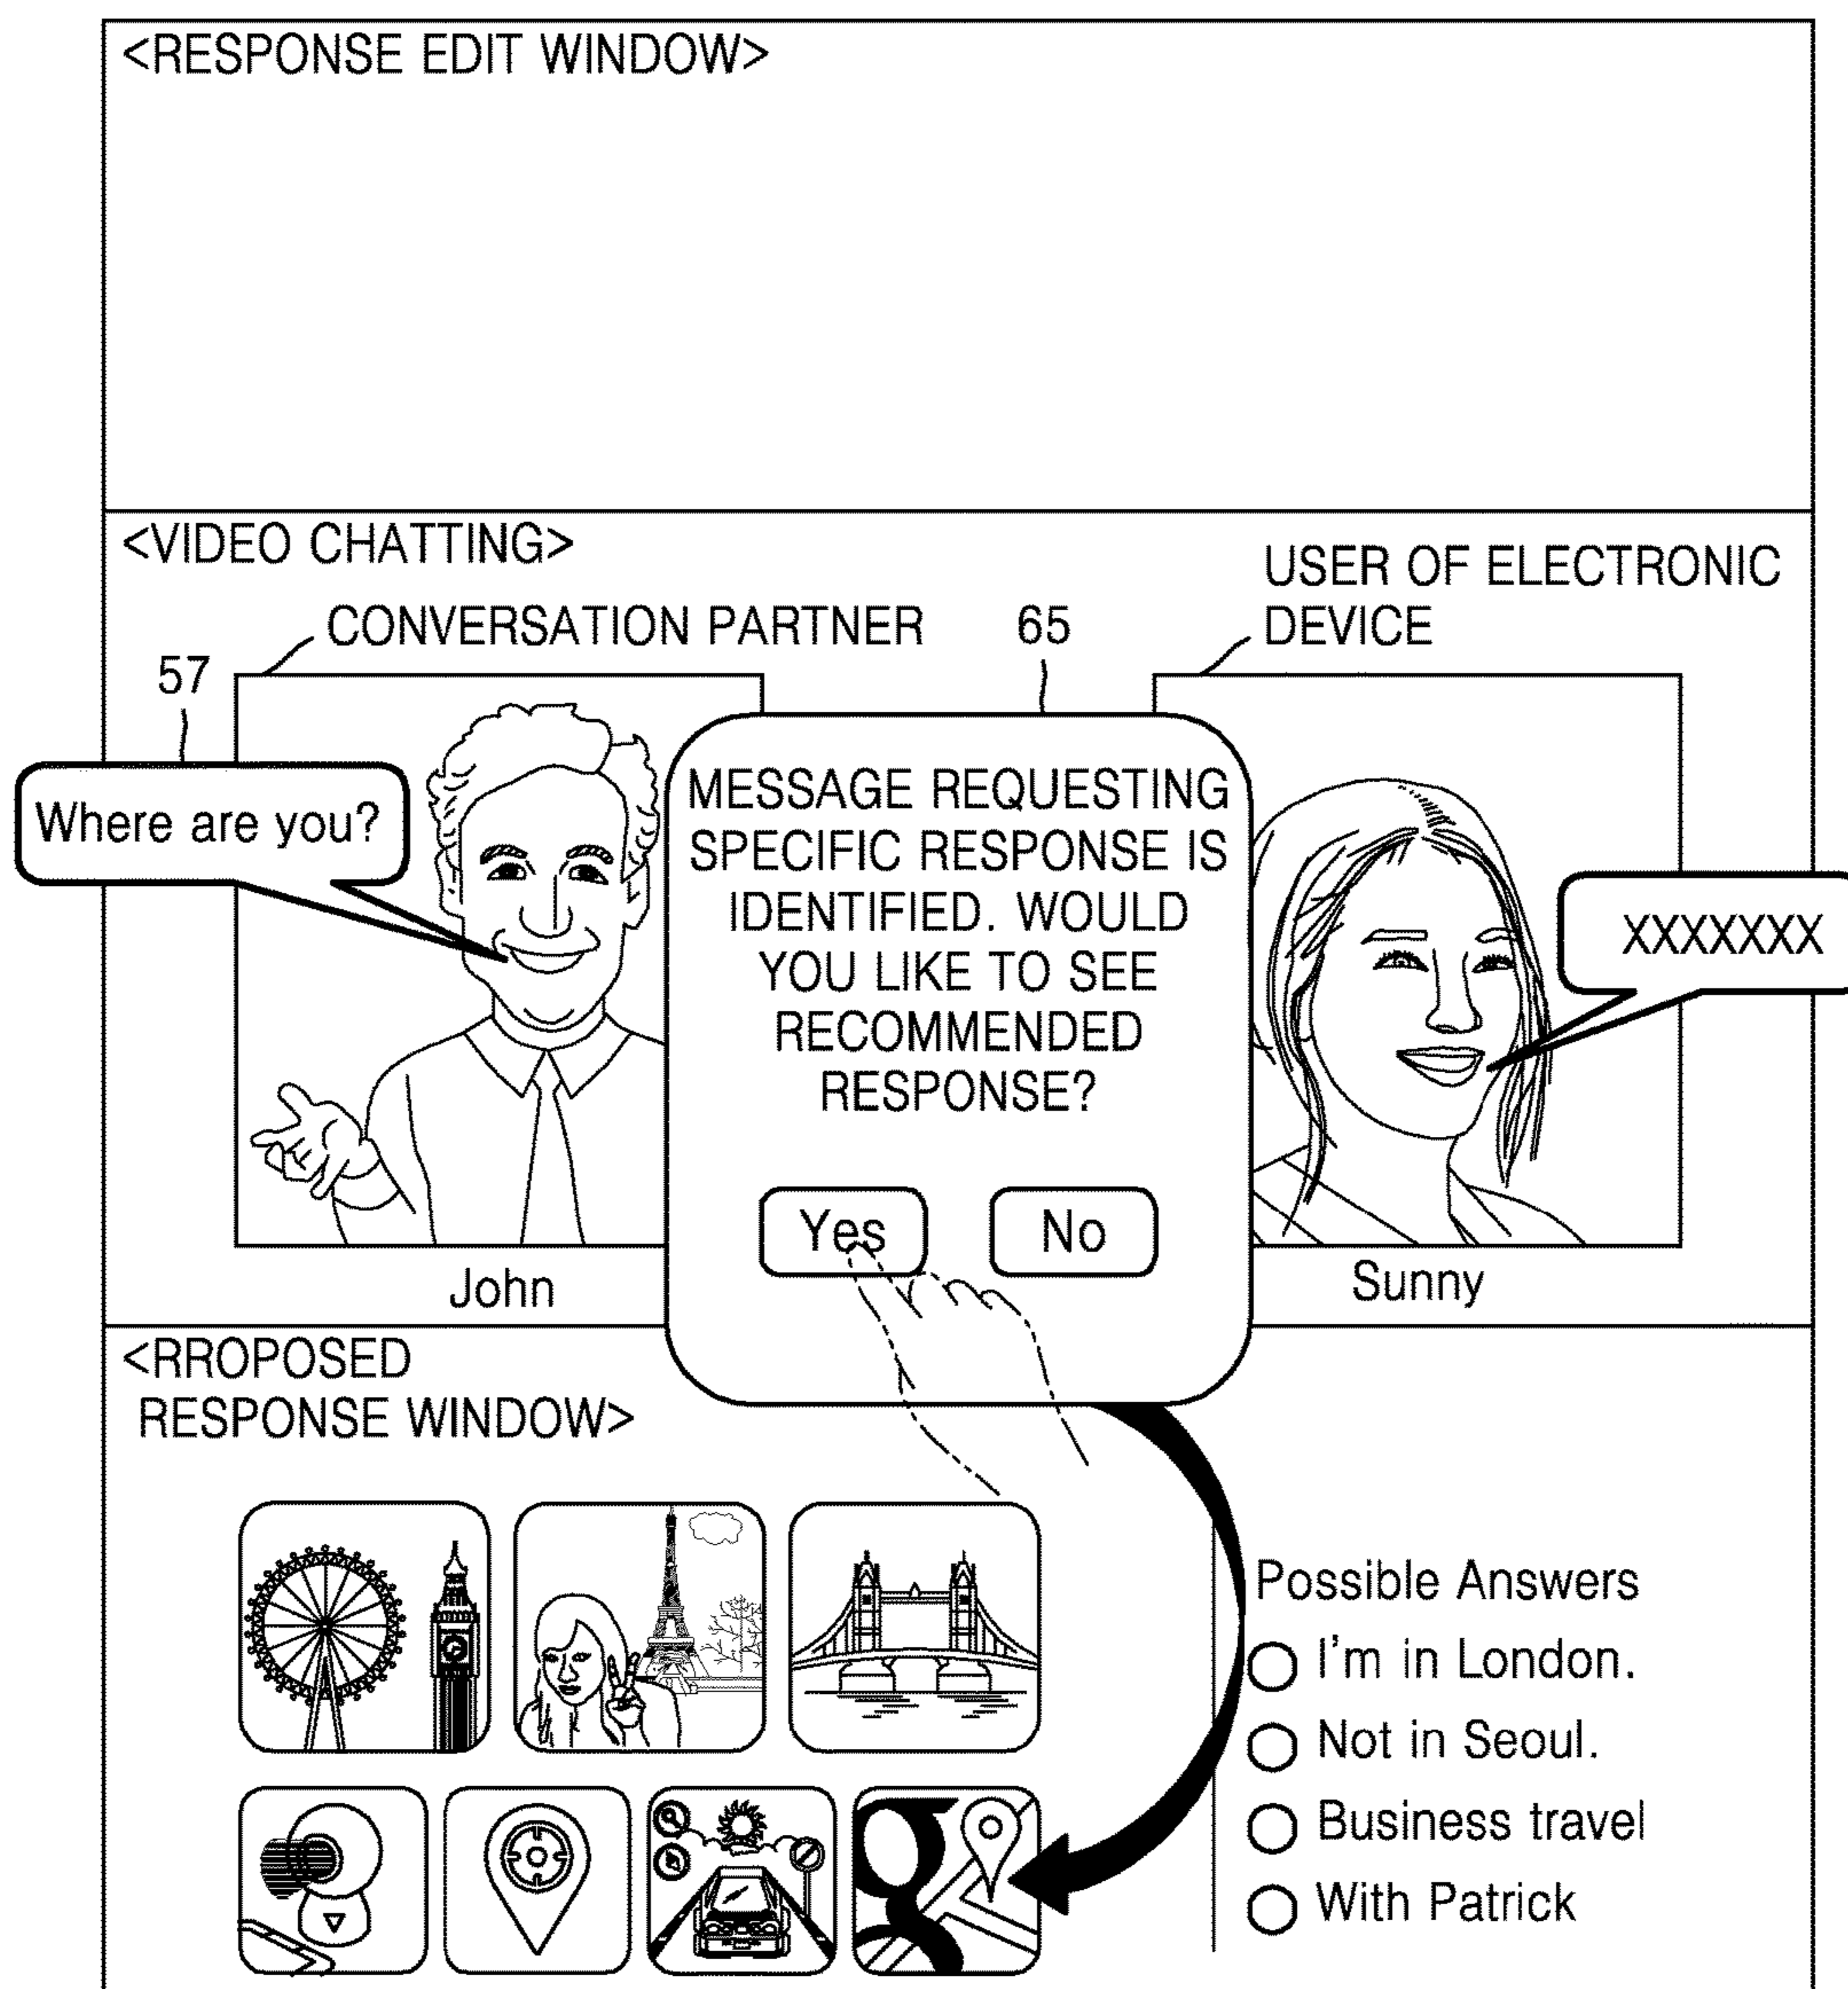 <RESPONSE EDIT WINDOW>
<VIDEO CHATTING>
USER OF ELECTRONIC
DEVICE
CONVERSATION PARTNER
65
57
Where are you?
MESSAGE REQUESTING
SPECIFIC RESPONSE IS
IDENTIFIED. WOULD
YOU LIKE TO SEE
RECOMMENDED
RESPONSE?
XXXXXXX
Yes
No
John
Sunny
<RROPOSED
RESPONSE WINDOW>
Possible Answers
I'm in London.
Not in Seoul.
Business travel
With Patrick